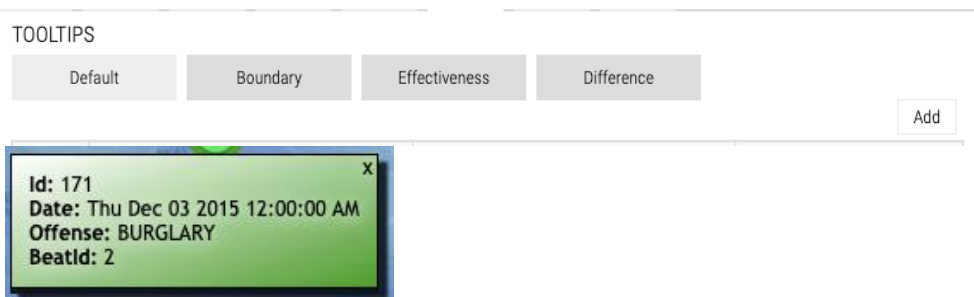 TOOLTIPS
Default Boundary Effectiveness Difference
Add
x
Id: 171
Date: Thu Dec 03 2015 12:00:00 AM
Offense: BURGLARY
BeatId: 2